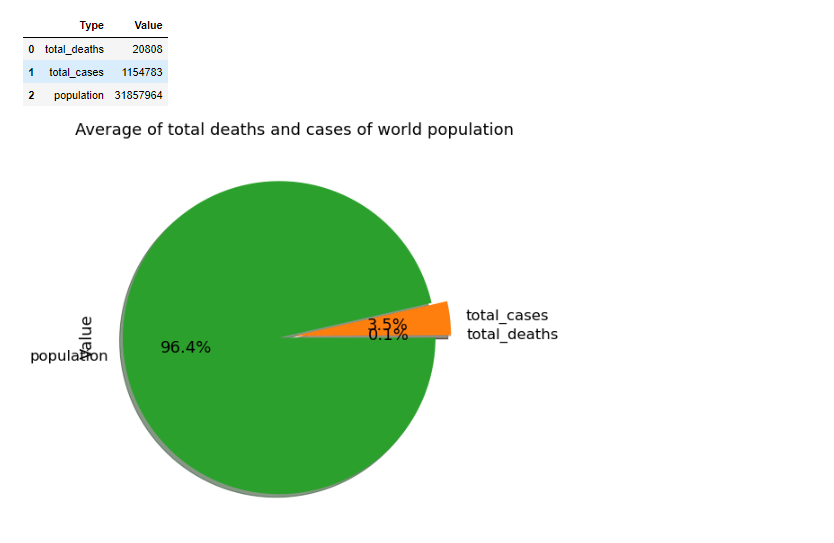 Type Value
0 total_deaths 20808
1 total_cases 1154783
2 population 31857964
Average of total deaths and cases of world population
total_cases
3.5%
total_deaths
0.1%
Value
96.4%
population